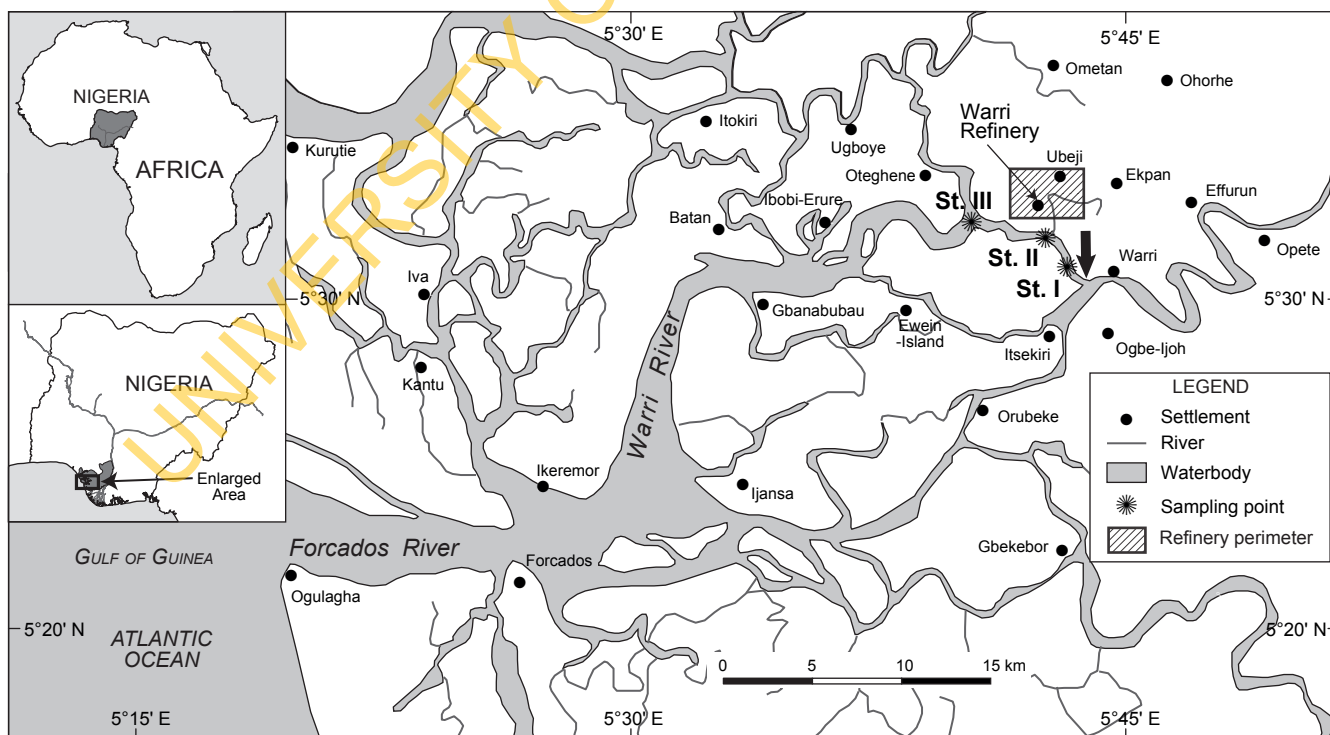 NIGERIA
AFRICA
NIGERIA
Enlarged
Area
5°30' E
5°45' E
Ometan
Ohorhe
Warri
Refinery
Itokiri
Ugboye
Kurutie
Ubeji
Oteghene
Ekpan
Effurun
St. III
Ibobi-Erure
Batan
St. II
Warri
Opete
St. I
Iva
5°30' N
5°30' N
Gbanabubau
Ewein
-Island
Itsekiri
Ogbe-Ijoh
Kantu
Warri River
Orubeke
LEGEND
Settlement
River
Waterbody
Sampling point
Refinery perimeter
Ikeremor
Ijansa
GULF OF GUINEA
Forcados River
Forcados
Gbekebor
Ogulagha
5°20' N
5°20' N
ATLANTIC
OCEAN
0 5 10 15 km
5°15' E
5°30' E
5°45' E
UNIVERSITY O